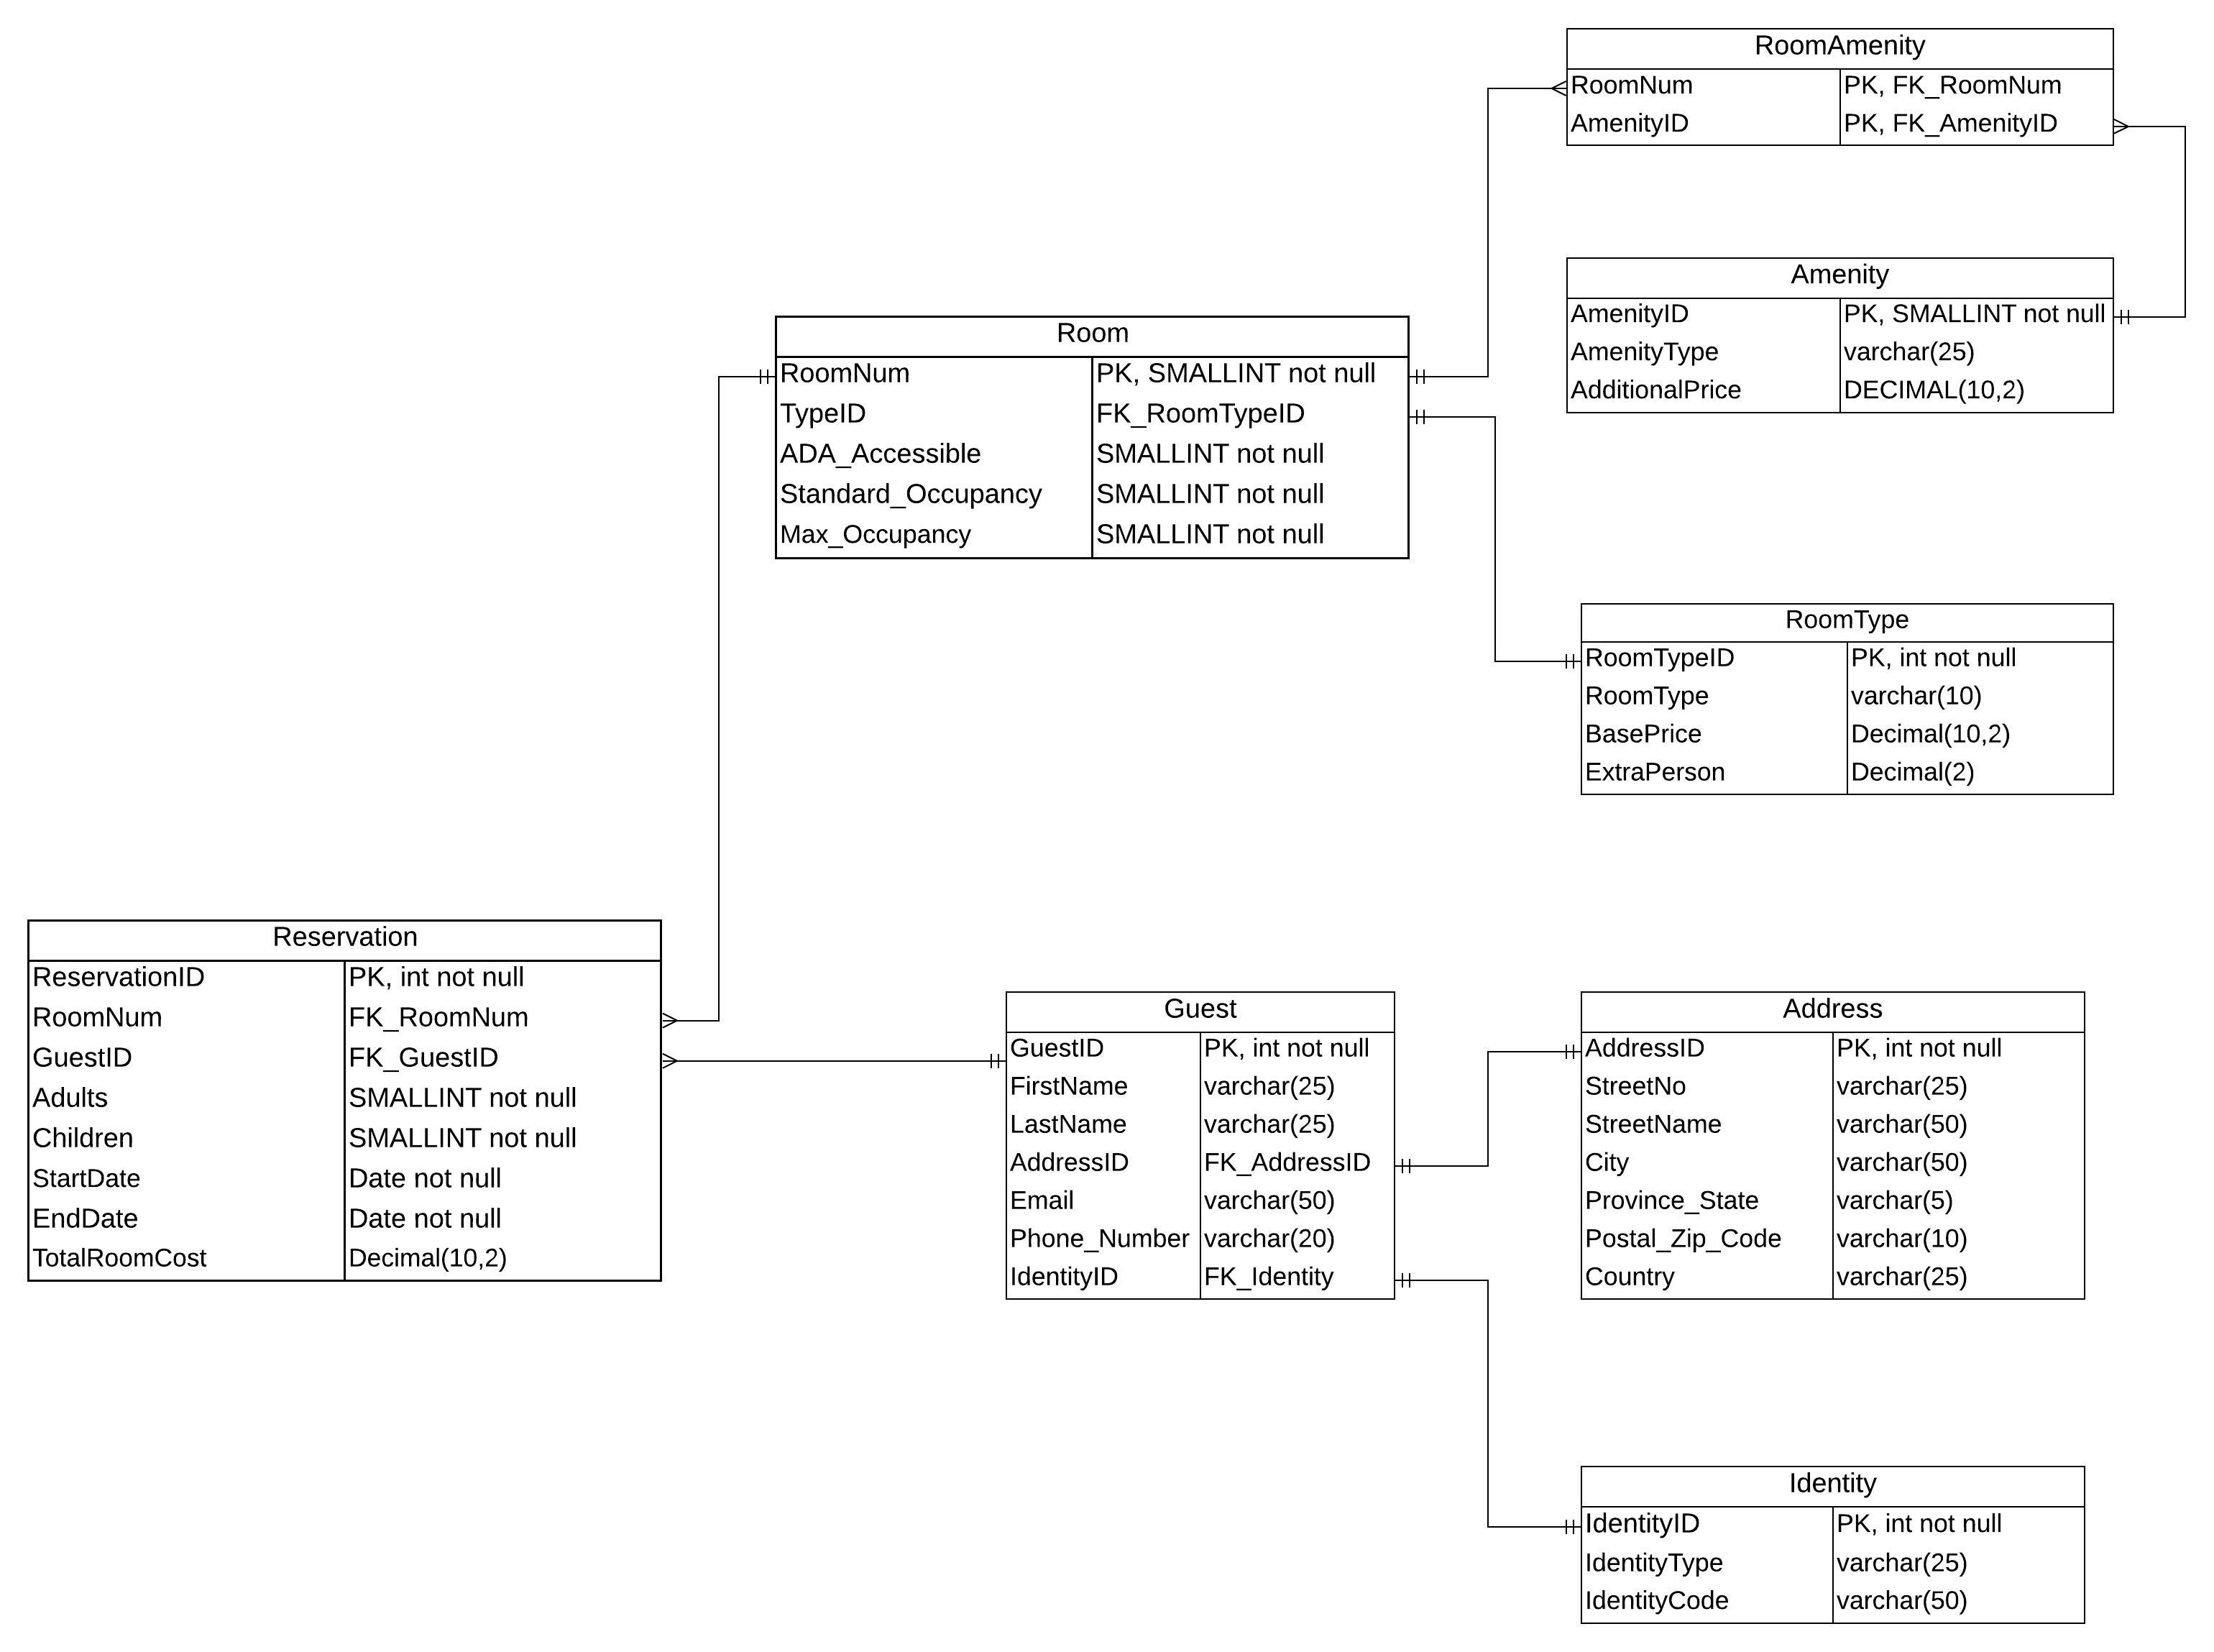 RoomAmenity
RoomNum PK, FK_RoomNum
AmenityID PK, FK_AmenityID
Amenity
AmenityID PK, SMALLINT not null
AmenityType varchar(25)
AdditionalPrice DECIMAL(10,2)
Room
RoomNum PK, SMALLINT not null
TypeID FK_RoomTypeID
ADA_Accessible SMALLINT not null
Standard_Occupancy SMALLINT not null
Max_Occupancy SMALLINT not null
RoomType
RoomTypeID PK, int not null
RoomType varchar(10)
BasePrice Decimal(10,2)
ExtraPerson Decimal(2)
Reservation
ReservationID PK, int not null
RoomNum FK_RoomNum
GuestID FK_GuestID
Adults SMALLINT not null
Children SMALLINT not null
StartDate Date not null
EndDate Date not null
TotalRoomCost Decimal(10,2)
Guest
GuestID PK, int not null
FirstName varchar(25)
LastName varchar(25)
AddressID FK_AddressID
Email varchar(50)
Phone_Number varchar(20)
IdentityID FK_Identity
Address
AddressID PK, int not null
StreetNo varchar(25)
StreetName varchar(50)
City varchar(50)
Province_State varchar(5)
Postal_Zip_Code varchar(10)
Country varchar(25)
Identity
IdentityID PK, int not null
IdentityType varchar(25)
IdentityCode varchar(50)